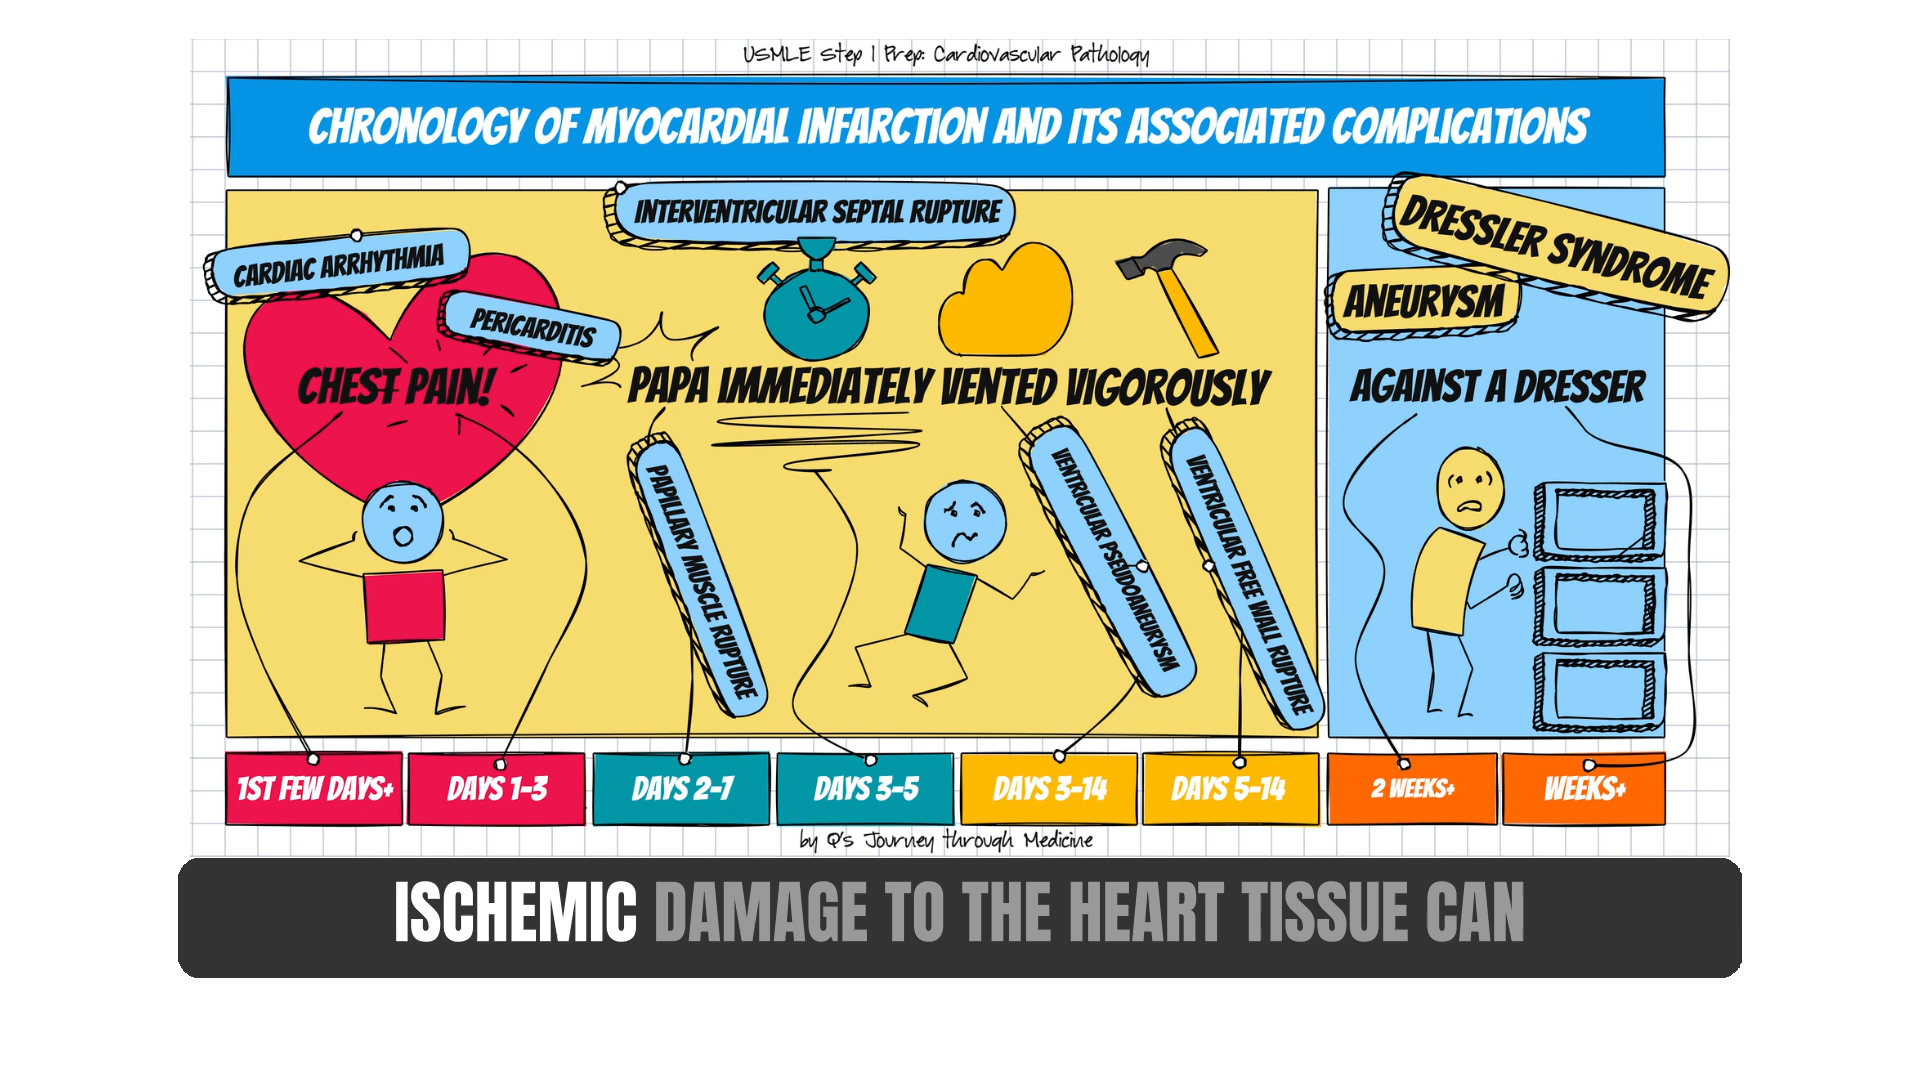 USMLE Step 1 Prep: Cardiovascular Pathology
CHRONOLOGY OF MYOCARDIAL INFARCTION AND ITS ASSOCIATED COMPLICATIONS
CARDIAC ARRHYTHMIA
PERICARDITIS
INTERVENTRICULAR SEPTAL RUPTURE
DRESSLER SYNDROME
ANEURYSM
CHEST PAIN!
PAPA IMMEDIATELY VENTED VIGOROUSLY
AGAINST A DRESSER
PAPILLARY MUSCLE RUPTURE
VENTRICULAR PSEUDOANEURYSM
VENTRICULAR FREE WALL RUPTURE
1ST FEW DAYS+
DAYS 1-3
DAYS 2-7
DAYS 3-5
DAYS 3-14
DAYS 5-14
2 WEEKS+
WEEKS+
by Q's Journey through Medicine
ISCHEMIC DAMAGE TO THE HEART TISSUE CAN